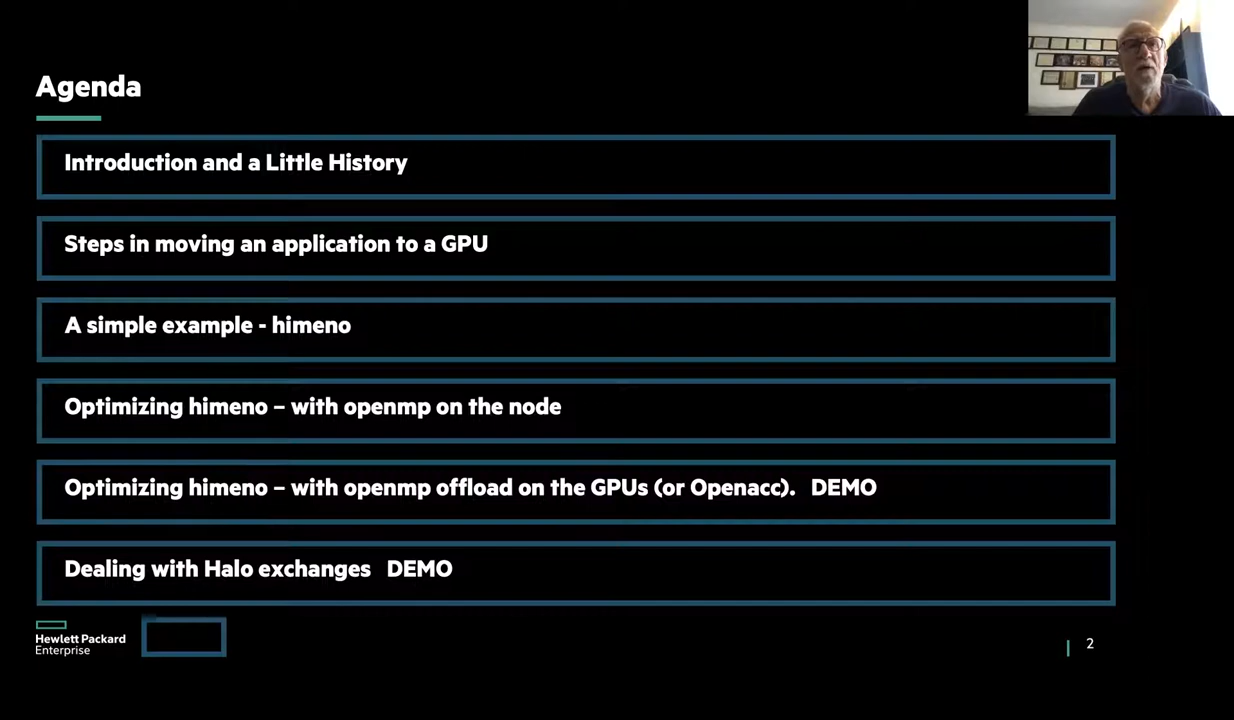 Agenda
Introduction and a Little History
Steps in moving an application to a GPU
A simple example - himeno
Optimizing himeno – with openmp on the node
Optimizing himeno – with openmp offload on the GPUs (or Openacc).   DEMO
Dealing with Halo exchanges   DEMO
Hewlett Packard
Enterprise
2